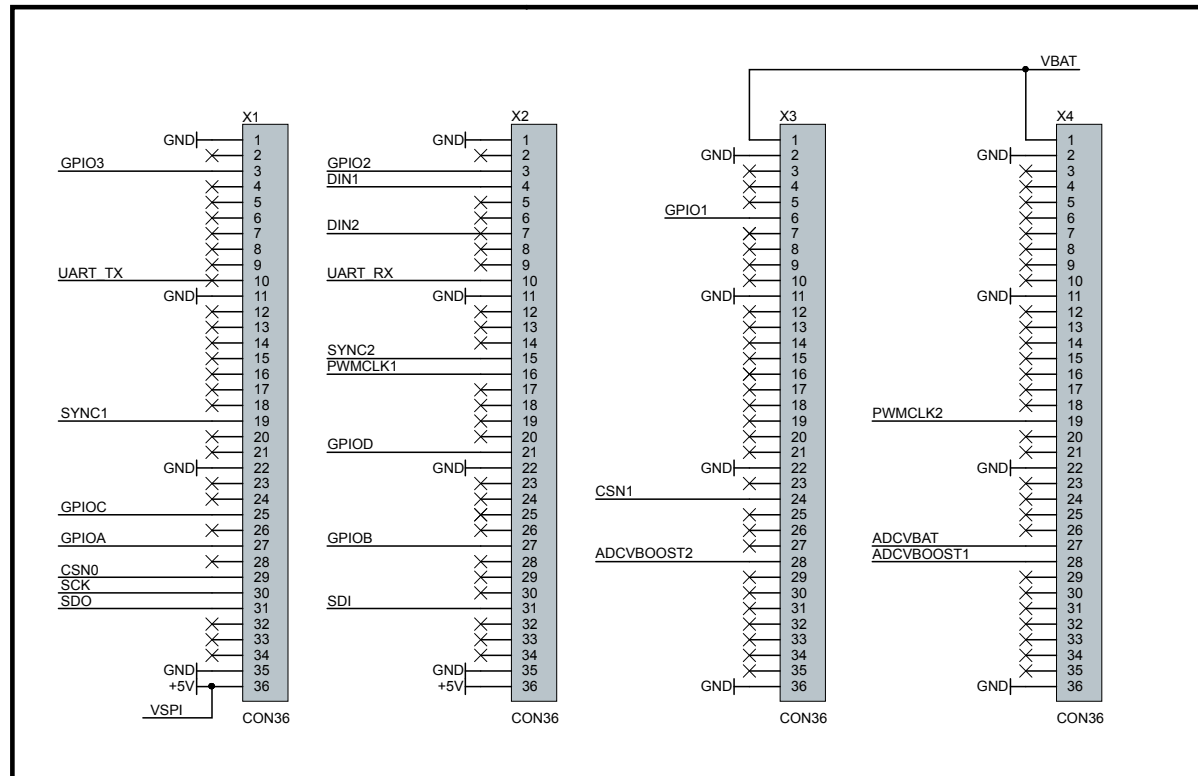 VBAT
X1 X2 X3 X4
GND 1 GND 1 1 1
2 2 GND 2 GND 2
GPIO3 3 GPIO2 3 3 3
4 DIN1 4 4 4
5 5 5 5
6 6 GPIO1 6 6
7 DIN2 7 7 7
8 8 8 8
9 9 9 9
UART_TX 10 UART_RX 10 10 10
GND 11 GND 11 GND 11 GND 11
12 12 12 12
13 13 13 13
14 14 14 14
15 SYNC2 15 15 15
16 PWMCLK1 16 16 16
17 17 17 17
18 18 18 18
SYNC1 19 19 19 PWMCLK2 19
20 20 20 20
21 GPIOD 21 21 21
GND 22 GND 22 GND 22 GND 22
23 23 23 23
24 24 CSN1 24 24
GPIOC 25 25 25 25
26 26 26 26
GPIOA 27 GPIOB 27 27 ADCVBAT 27
28 28 ADCVBOOST2 28 ADCVBOOST1 28
CSN0 29 29 29 29
SCK 30 30 30 30
SDO 31 SDI 31 31 31
32 32 32 32
33 33 33 33
34 34 34 34
GND 35 GND 35 35 35
+5V 36 +5V 36 GND 36 GND 36
VSPI
CON36 CON36 CON36 CON36